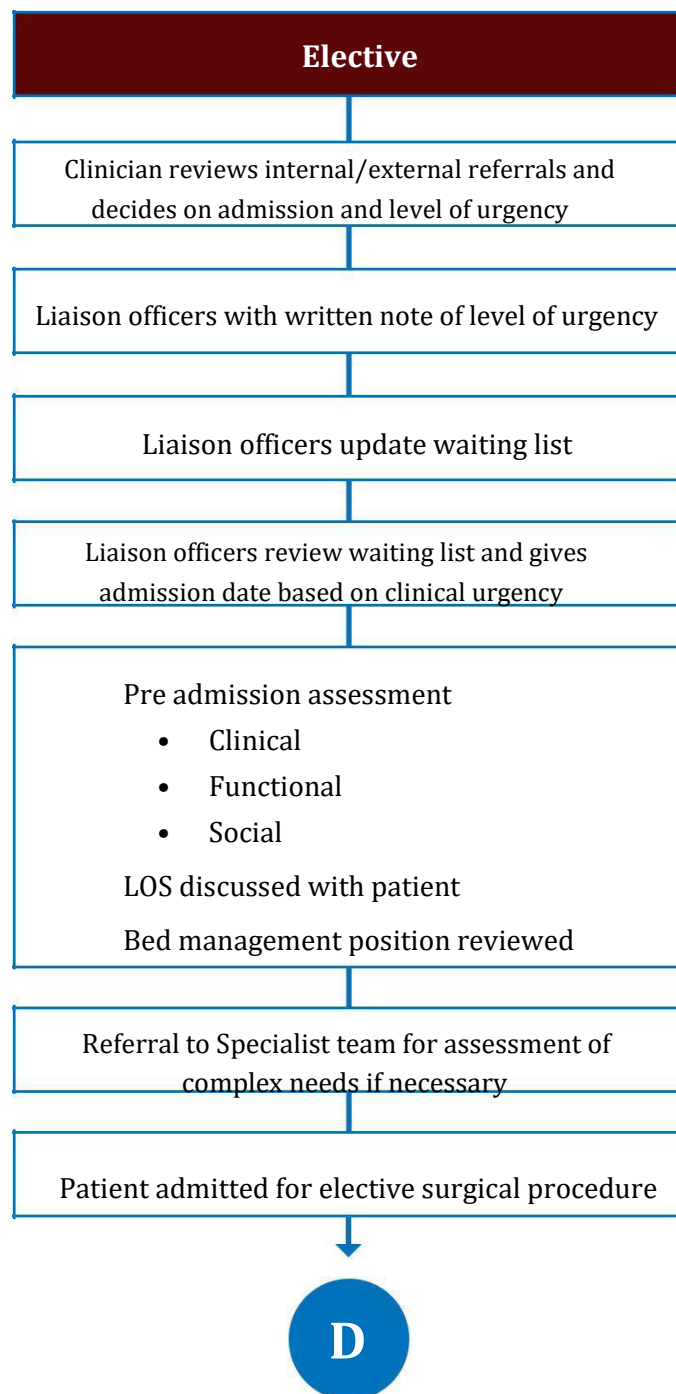 Elective
Clinician reviews internal/external referrals and
decides on admission and level of urgency
Liaison officers with written note of level of urgency
Liaison officers update waiting list
Liaison officers review waiting list and gives
admission date based on clinical urgency
Pre admission assessment
• Clinical
• Functional
• Social
LOS discussed with patient
Bed management position reviewed
Referral to Specialist team for assessment of
complex needs if necessary
Patient admitted for elective surgical procedure
D